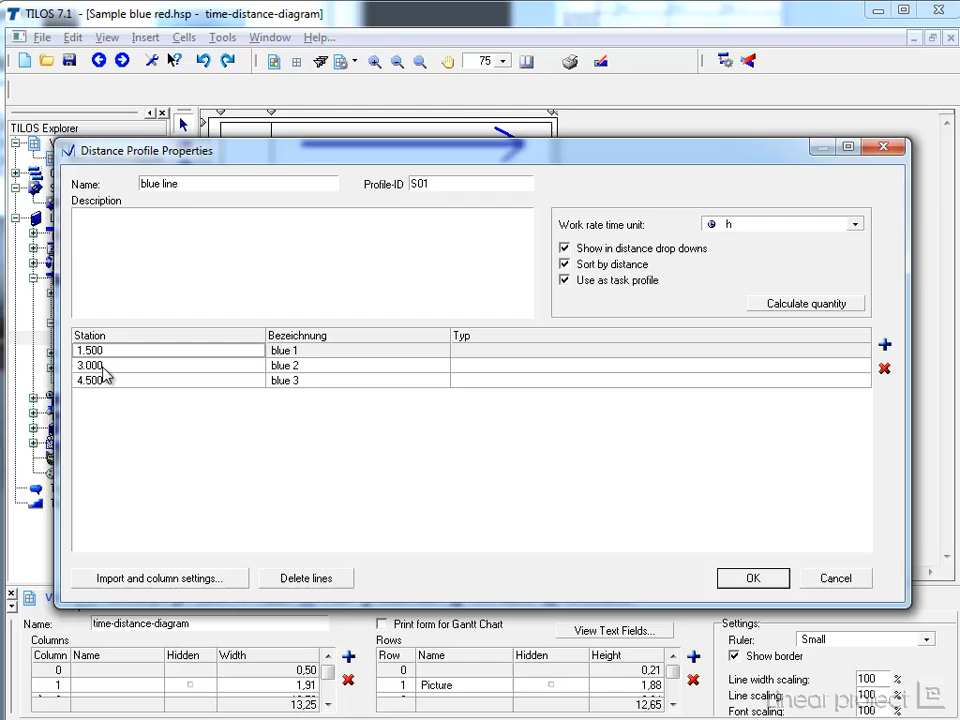 TILOS 7.1 - [Sample blue red.hsp - time-distance-diagram]
File Edit View Insert Cells Tools Window Help...
75
TILOS Explorer
Distance Profile Properties
Name: blue line Profile-ID S01
Description
Work rate time unit: h
Show in distance drop downs
Sort by distance
Use as task profile
Calculate quantity
Station Bezeichnung Typ
1.500 blue 1
3.000 blue 2
4.500 blue 3
Import and column settings... Delete lines OK Cancel
Name: time-distance-diagram Print form for Gantt Chart View Text Fields... Settings:
Ruler: Small
Columns Rows
Show border
Column Name Hidden Width Row Name Hidden Height
0 0,50 0 0,21
1 1,91 1 Picture 1,88
13,25 12,65
Line width scaling: 100 %
Line scaling: 100 %
Font scaling: 100 %
linear project